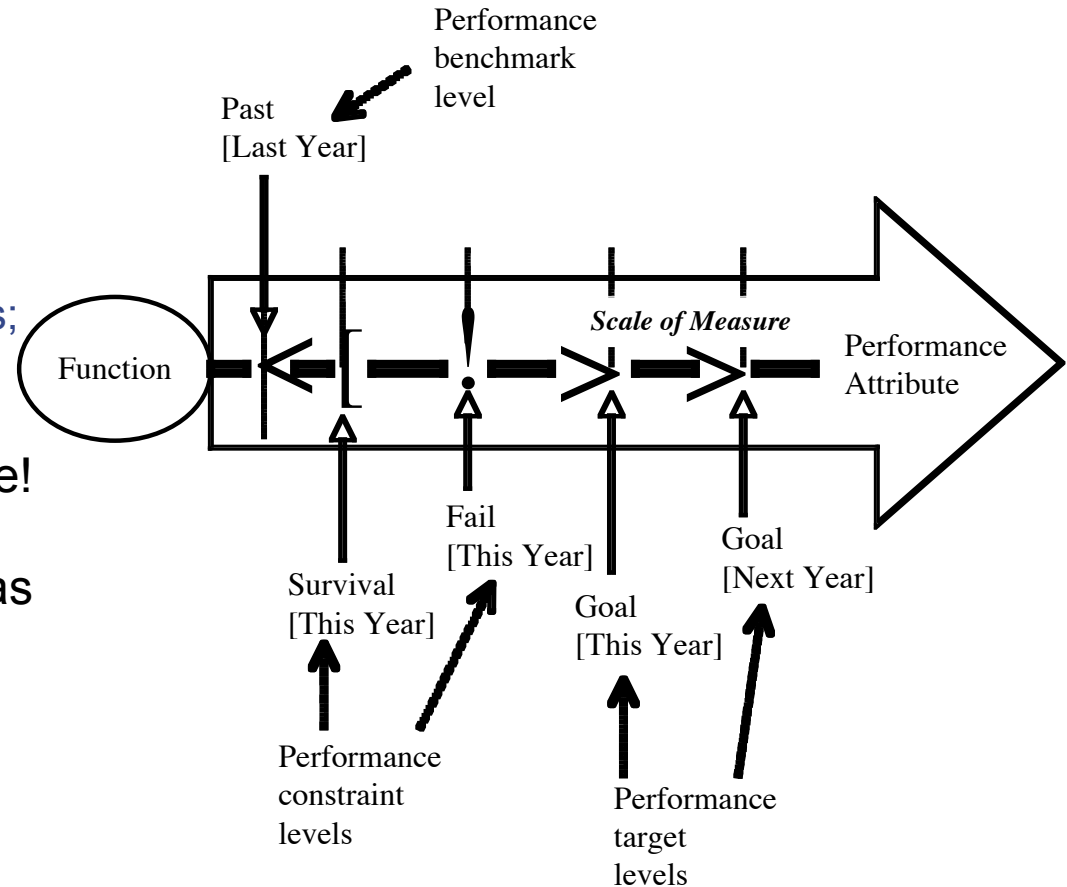 Performance
benchmark
level
Past
[Last Year]
s;
Scale of Measure
Function
Performance
Attribute
e!
as
Fail
[This Year]
Goal
[Next Year]
Survival
[This Year]
Goal
[This Year]
Performance
constraint
levels
Performance
target
levels